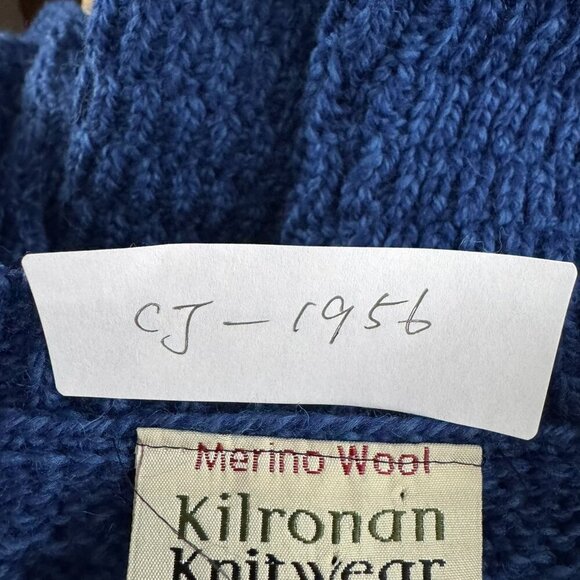 CJ - 1956
Merino Wool
Kilronan
Knitwear